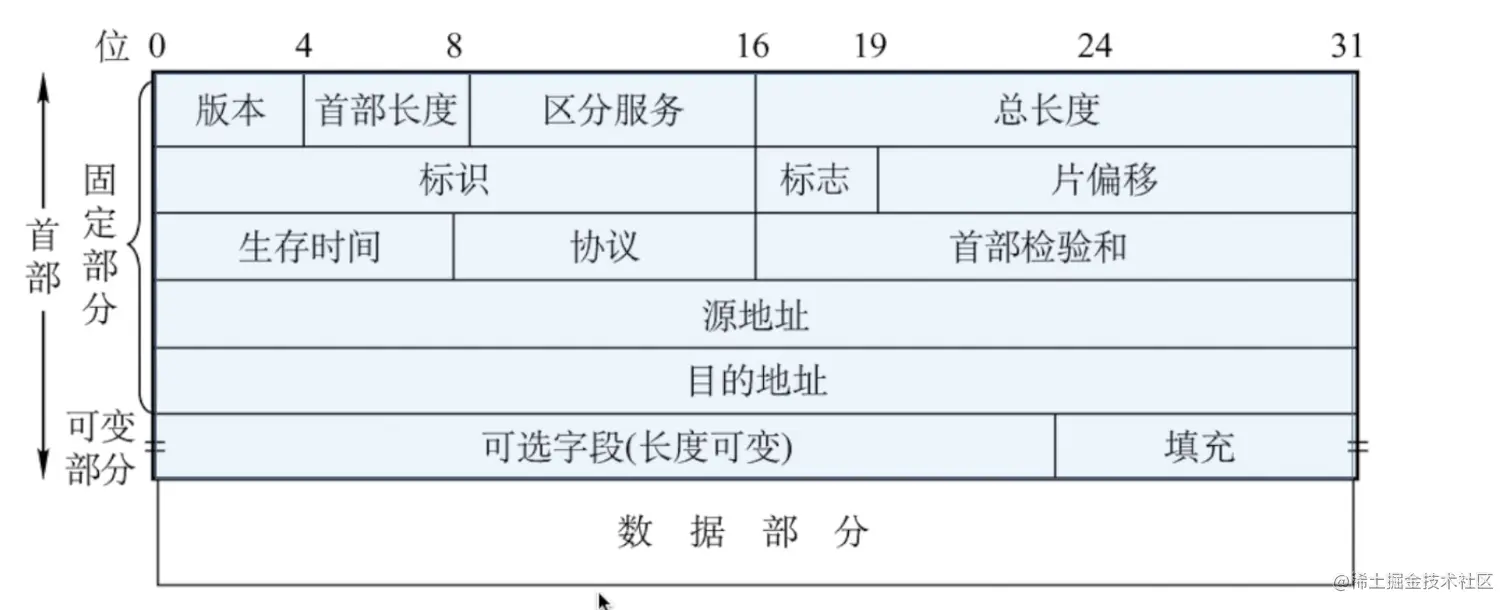 位 0 4 8 16 19 24 31
版本 首部长度 区分服务 总长度
标识 标志 片偏移
生存时间 协议 首部检验和
源地址
目的地址
可选字段(长度可变) 填充
数据部分
首部
固定部分
可变
部分
@稀土掘金技术社区